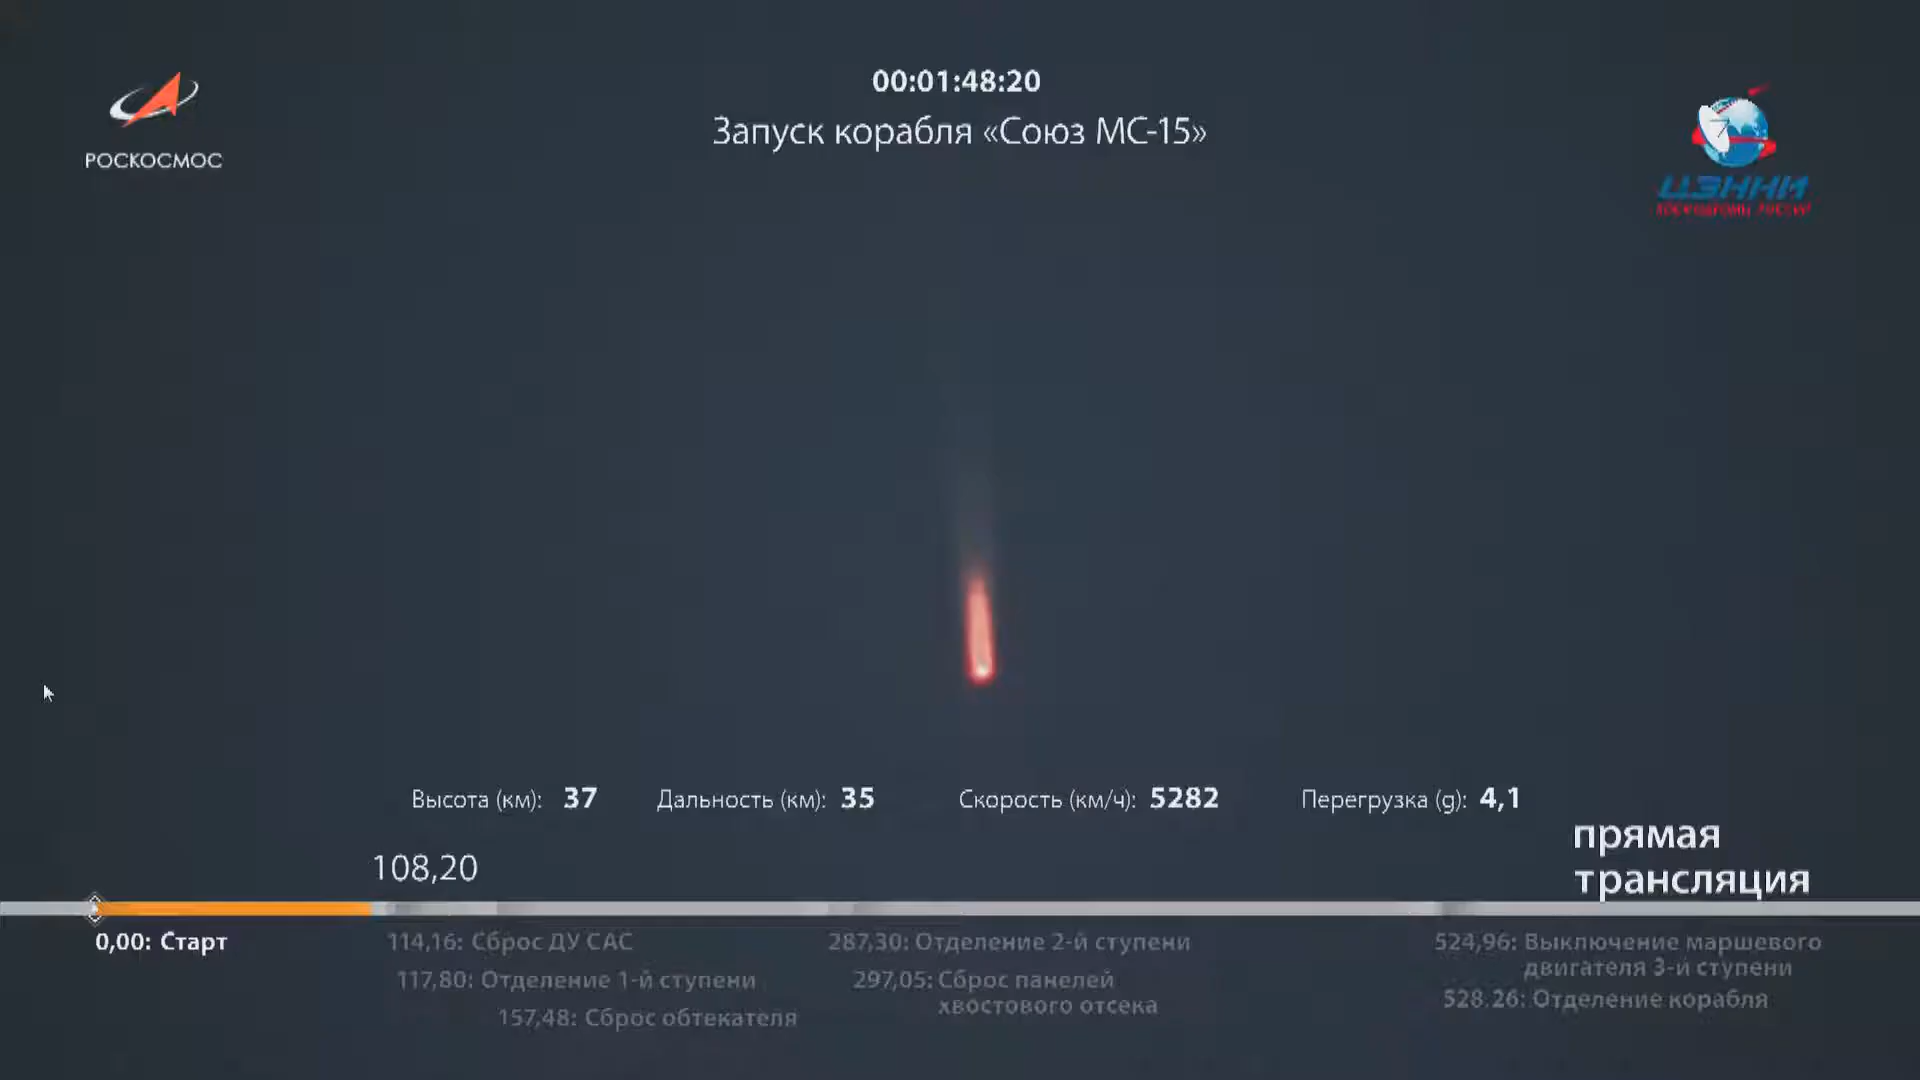 00:01:48:20
Запуск корабля «Союз МС-15»
РОСКОСМОС
ЦЭННИ
Высота (км): 37 Дальность (км): 35 Скорость (км/ч): 5282 Перегрузка (g): 4,1
прямая
трансляция
108,20
0,00: Старт
114,16: Сброс ДУ САС
117,80: Отделение 1-й ступени
157,48: Сброс обтекателя
287,30: Отделение 2-й ступени
297,05: Сброс панелей
хвостового отсека
524,96: Выключение маршевого
двигателя 3-й ступени
528.26: Отделение корабля